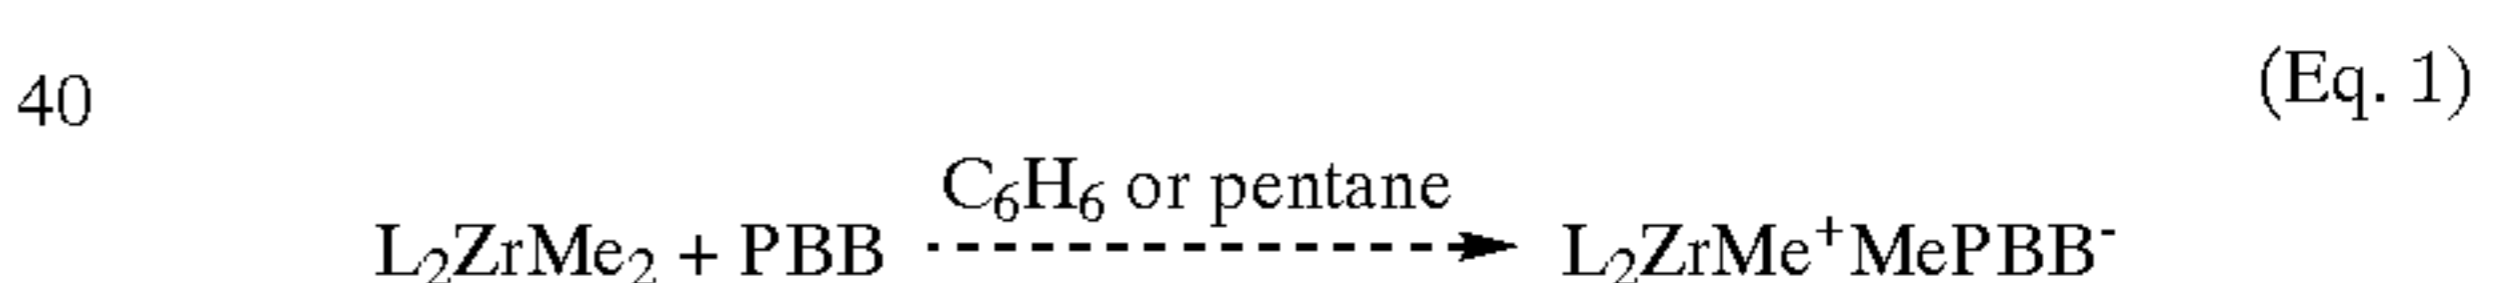 40 (Eq. 1)
C₆H₆ or pentane
L₂ZrMe₂ + PBB ⇢ L₂ZrMe⁺MePBB⁻